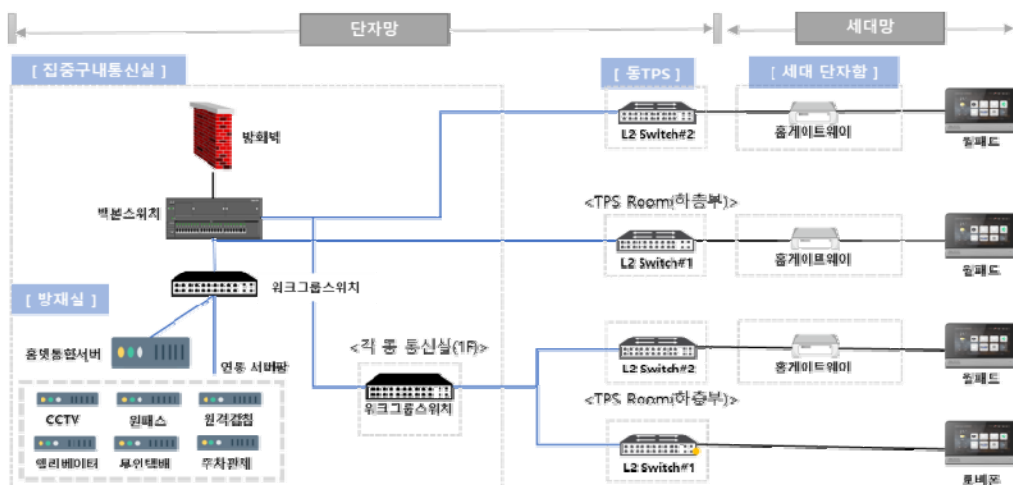 단자망
세대망
[ 집중구내통신실 ]
[ 동TPS ]
[ 세대 단자함 ]
방화벽
L2 Switch#2
홈게이트웨이
월패드
백본스위치
<TPS Room(하층부)>
L2 Switch#1
홈게이트웨이
월패드
워크그룹스위치
[ 방재실 ]
홈넷통합서버
연동 서버팜
<각 동 통신실(1F)>
L2 Switch#2
홈게이트웨이
월패드
CCTV
원패스
원격검침
워크그룹스위치
<TPS Room(하층부)>
엘리베이터
무인택배
주차관제
L2 Switch#1
로비폰